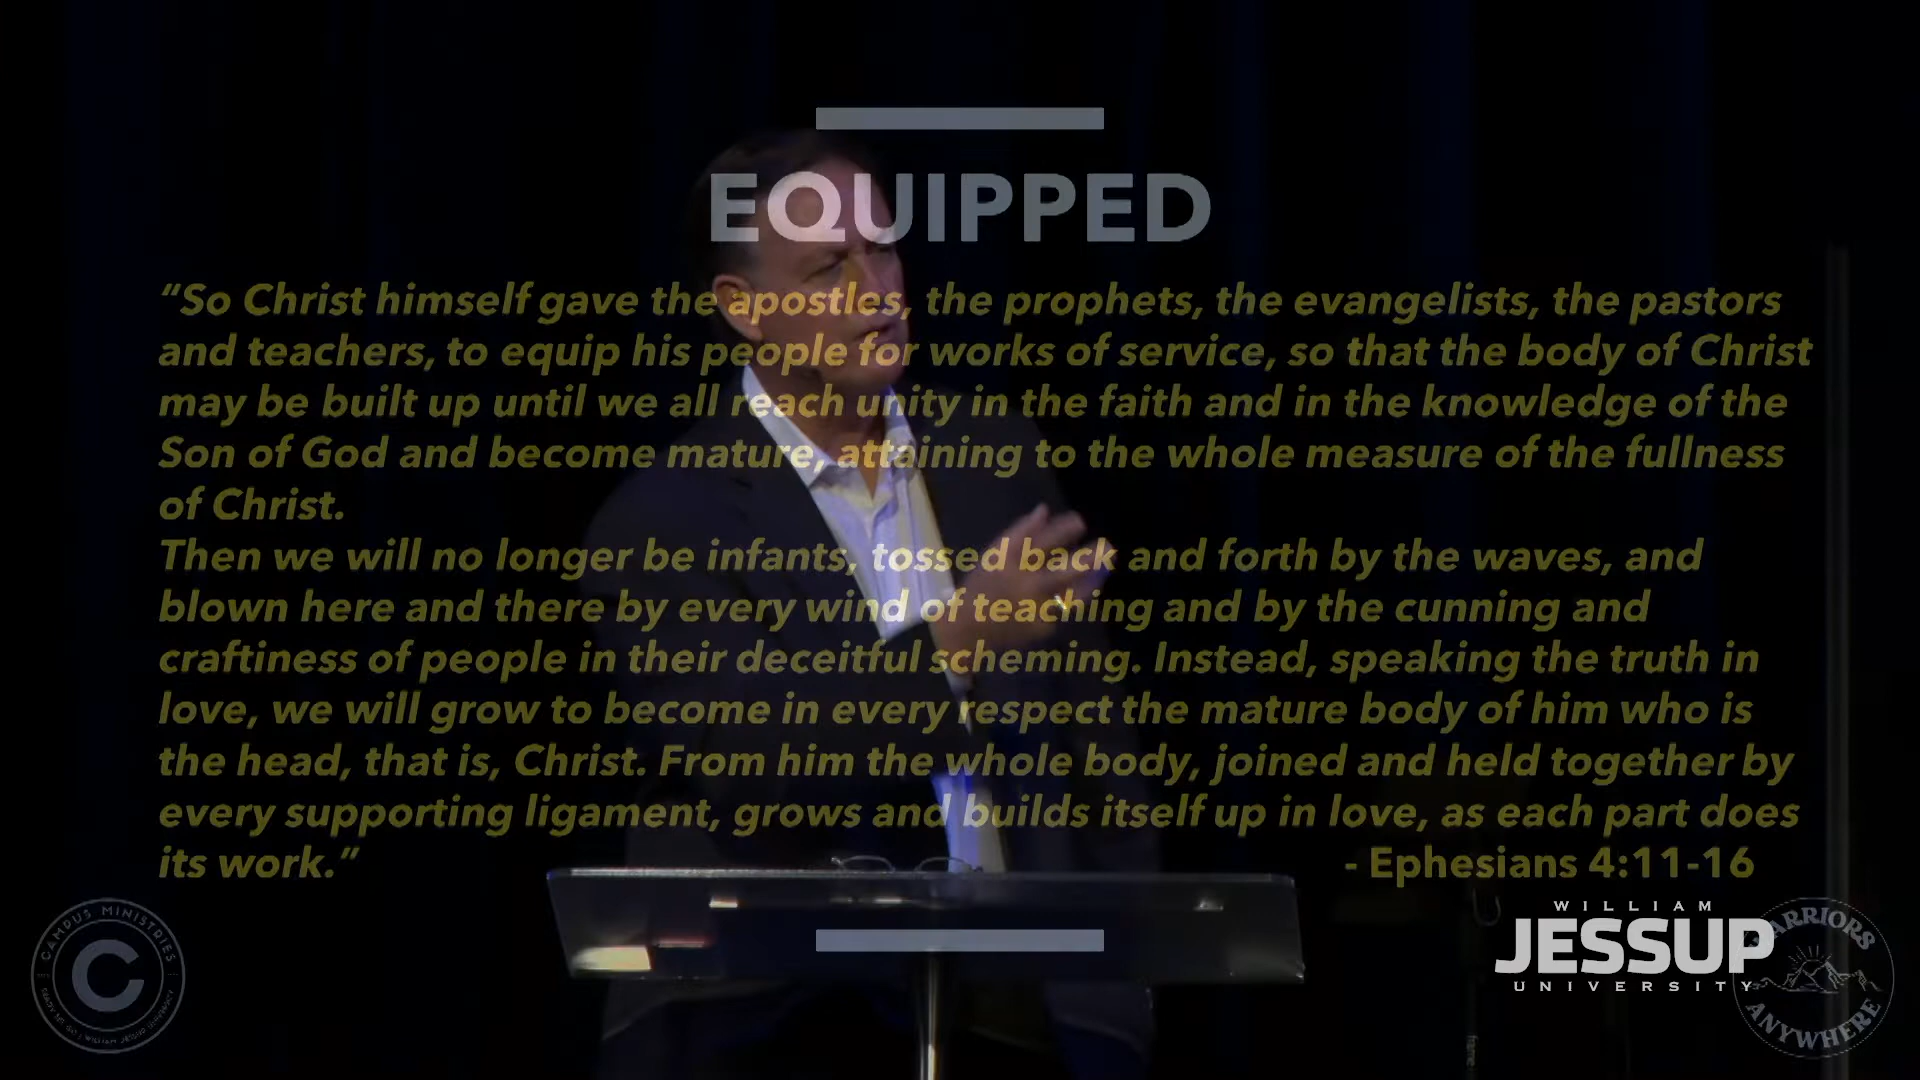 EQUIPPED
“So Christ himself gave the apostles, the prophets, the evangelists, the pastors
and teachers, to equip his people for works of service, so that the body of Christ
may be built up until we all reach unity in the faith and in the knowledge of the
Son of God and become mature, attaining to the whole measure of the fullness
of Christ.
Then we will no longer be infants, tossed back and forth by the waves, and
blown here and there by every wind of teaching and by the cunning and
craftiness of people in their deceitful scheming. Instead, speaking the truth in
love, we will grow to become in every respect the mature body of him who is
the head, that is, Christ. From him the whole body, joined and held together by
every supporting ligament, grows and builds itself up in love, as each part does
its work.”
- Ephesians 4:11-16
CAMPUS MINISTRIES
C
WILLIAM JESSUP UNIVERSITY
WILLIAM
JESSUP
UNIVERSITY
WARRIORS
ANYWHERE
frame